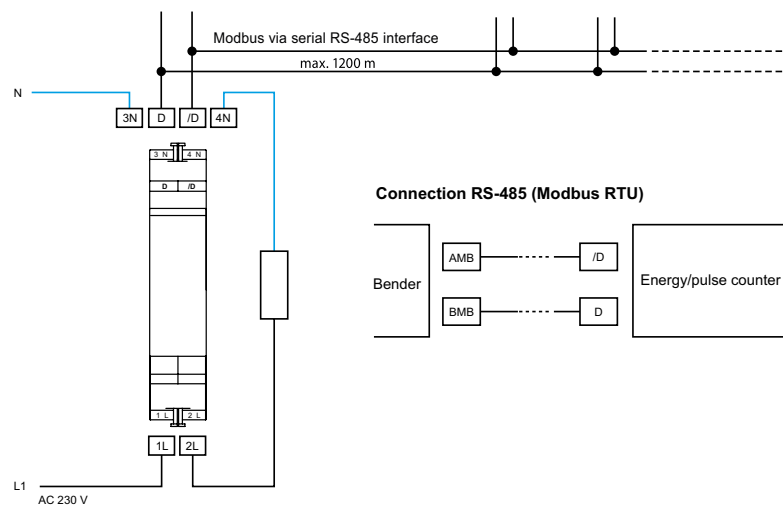 Modbus via serial RS-485 interface
max. 1200 m
N
3N D /D 4N
3 N 4 N
D /D
Connection RS-485 (Modbus RTU)
AMB /D
Bender Energy/pulse counter
BMB D
1 L 2 L
1L 2L
L1
AC 230 V